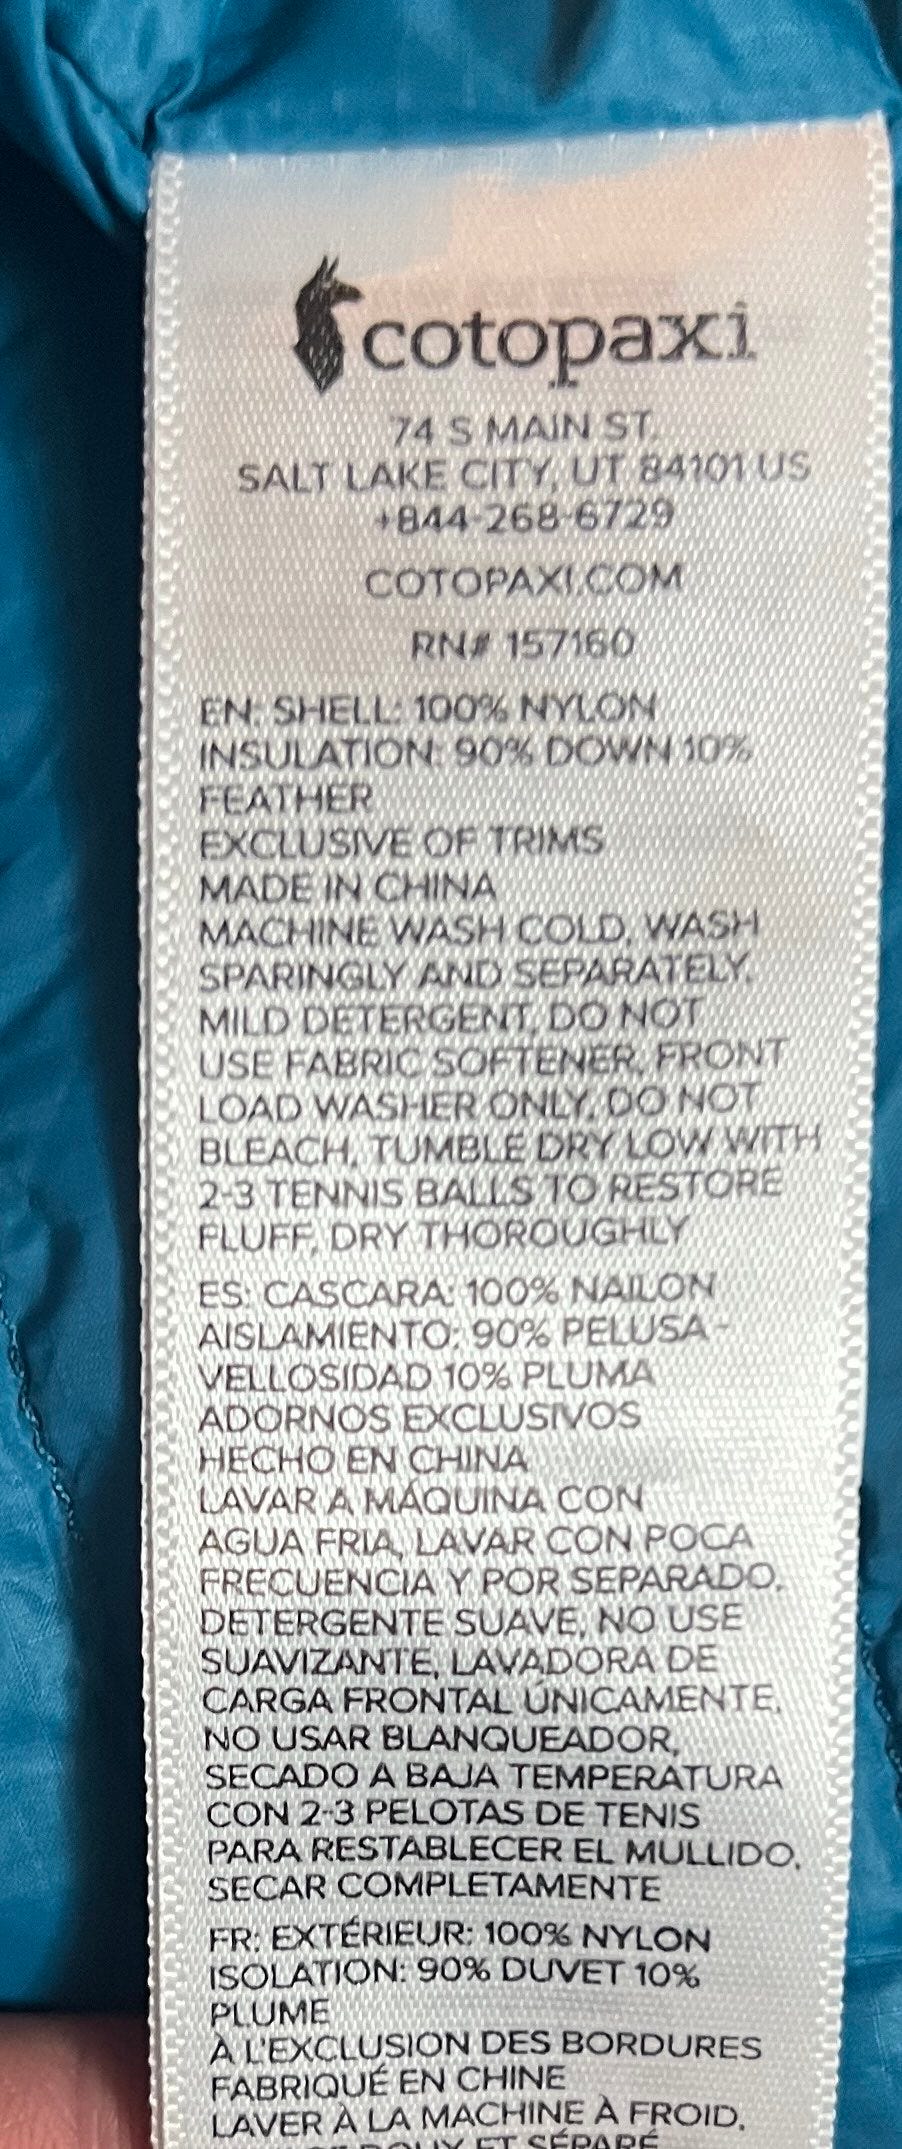 cotopaxi
74 S MAIN ST.
SALT LAKE CITY, UT 84101 US
+844-268-6729
COTOPAXI.COM
RN# 157160
EN: SHELL: 100% NYLON
INSULATION: 90% DOWN 10%
FEATHER
EXCLUSIVE OF TRIMS
MADE IN CHINA
MACHINE WASH COLD, WASH
SPARINGLY AND SEPARATELY.
MILD DETERGENT, DO NOT
USE FABRIC SOFTENER, FRONT
LOAD WASHER ONLY, DO NOT
BLEACH, TUMBLE DRY LOW WITH
2-3 TENNIS BALLS TO RESTORE
FLUFF, DRY THOROUGHLY
ES: CASCARA: 100% NAILON
AISLAMIENTO: 90% PELUSA -
VELLOSIDAD 10% PLUMA
ADORNOS EXCLUSIVOS
HECHO EN CHINA
LAVAR A MÁQUINA CON
AGUA FRIA, LAVAR CON POCA
FRECUENCIA Y POR SEPARADO,
DETERGENTE SUAVE, NO USE
SUAVIZANTE, LAVADORA DE
CARGA FRONTAL ÚNICAMENTE,
NO USAR BLANQUEADOR,
SECADO A BAJA TEMPERATURA
CON 2-3 PELOTAS DE TENIS
PARA RESTABLECER EL MULLIDO,
SECAR COMPLETAMENTE
FR: EXTÉRIEUR: 100% NYLON
ISOLATION: 90% DUVET 10%
PLUME
À L'EXCLUSION DES BORDURES
FABRIQUÉ EN CHINE
LAVER À LA MACHINE À FROID,
DOUX ET SÉPARÉ